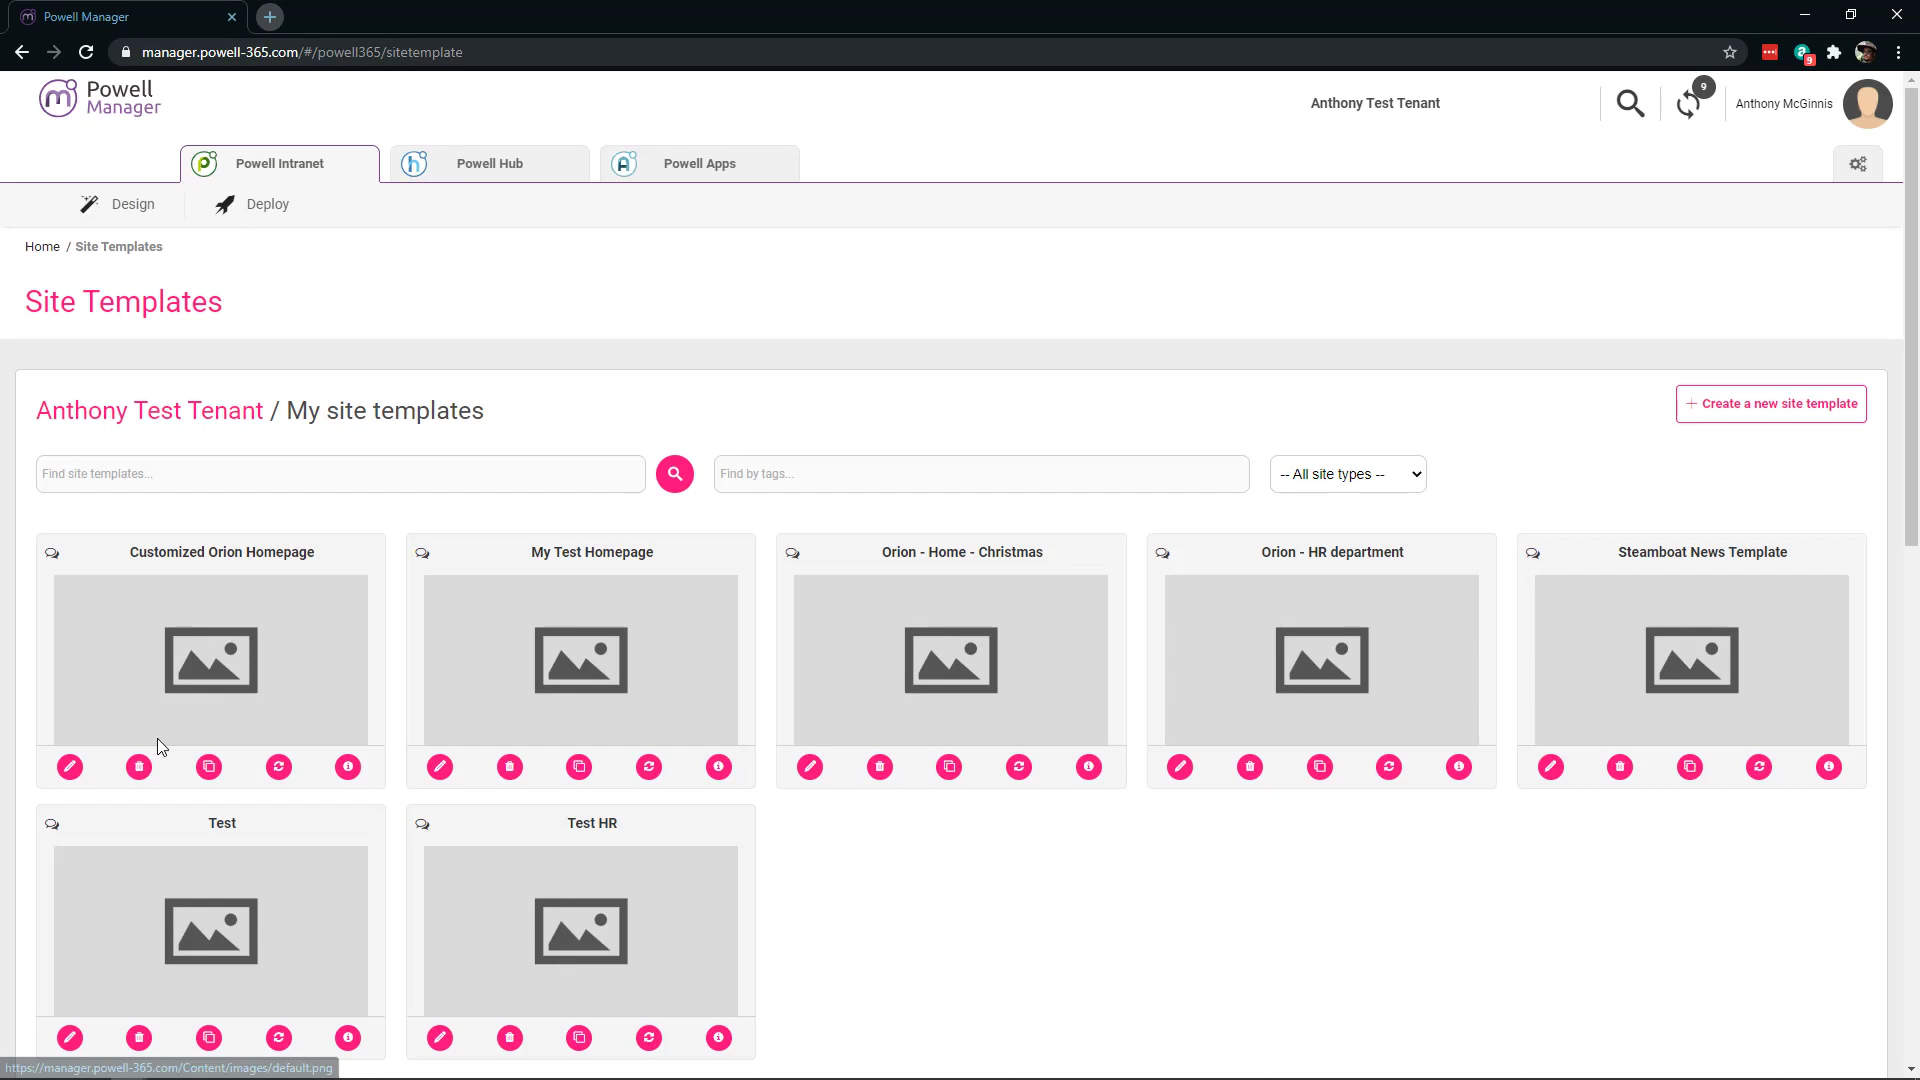 Powell Manager
manager.powell-365.com/#/powell365/sitetemplate
9
Powell
Manager
Anthony Test Tenant
9
Anthony McGinnis
Powell Intranet
Powell Hub
Powell Apps
Design
Deploy
Home / Site Templates
Site Templates
Anthony Test Tenant / My site templates
+ Create a new site template
Find site templates...
Find by tags...
-- All site types --
Customized Orion Homepage
My Test Homepage
Orion - Home - Christmas
Orion - HR department
Steamboat News Template
Test
Test HR
https://manager.powell-365.com/Content/images/default.png